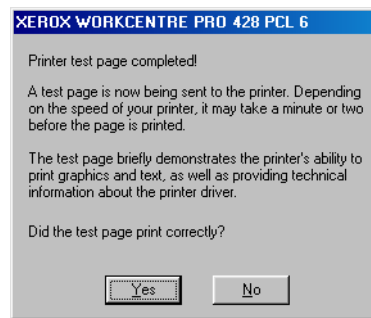 XEROX WORKCENTRE PRO 428 PCL 6
Printer test page completed!
A test page is now being sent to the printer. Depending
on the speed of your printer, it may take a minute or two
before the page is printed.
The test page briefly demonstrates the printer's ability to
print graphics and text, as well as providing technical
information about the printer driver.
Did the test page print correctly?
Yes No